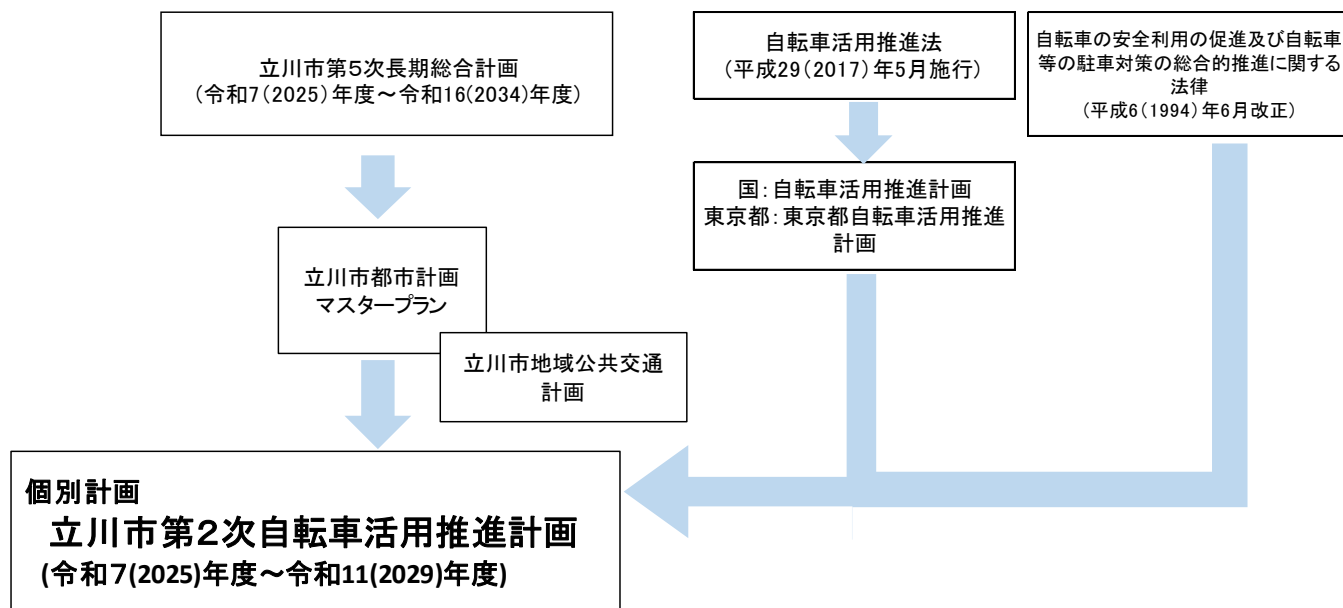 立川市第5次長期総合計画
(令和7(2025)年度～令和16(2034)年度)
自転車活用推進法
(平成29(2017)年5月施行)
自転車の安全利用の促進及び自転車
等の駐車対策の総合的推進に関する
法律
(平成6(1994)年6月改正)
国:自転車活用推進計画
東京都:東京都自転車活用推進
計画
立川市都市計画
マスタープラン
立川市地域公共交通
計画
個別計画
立川市第2次自転車活用推進計画
(令和7(2025)年度～令和11(2029)年度)